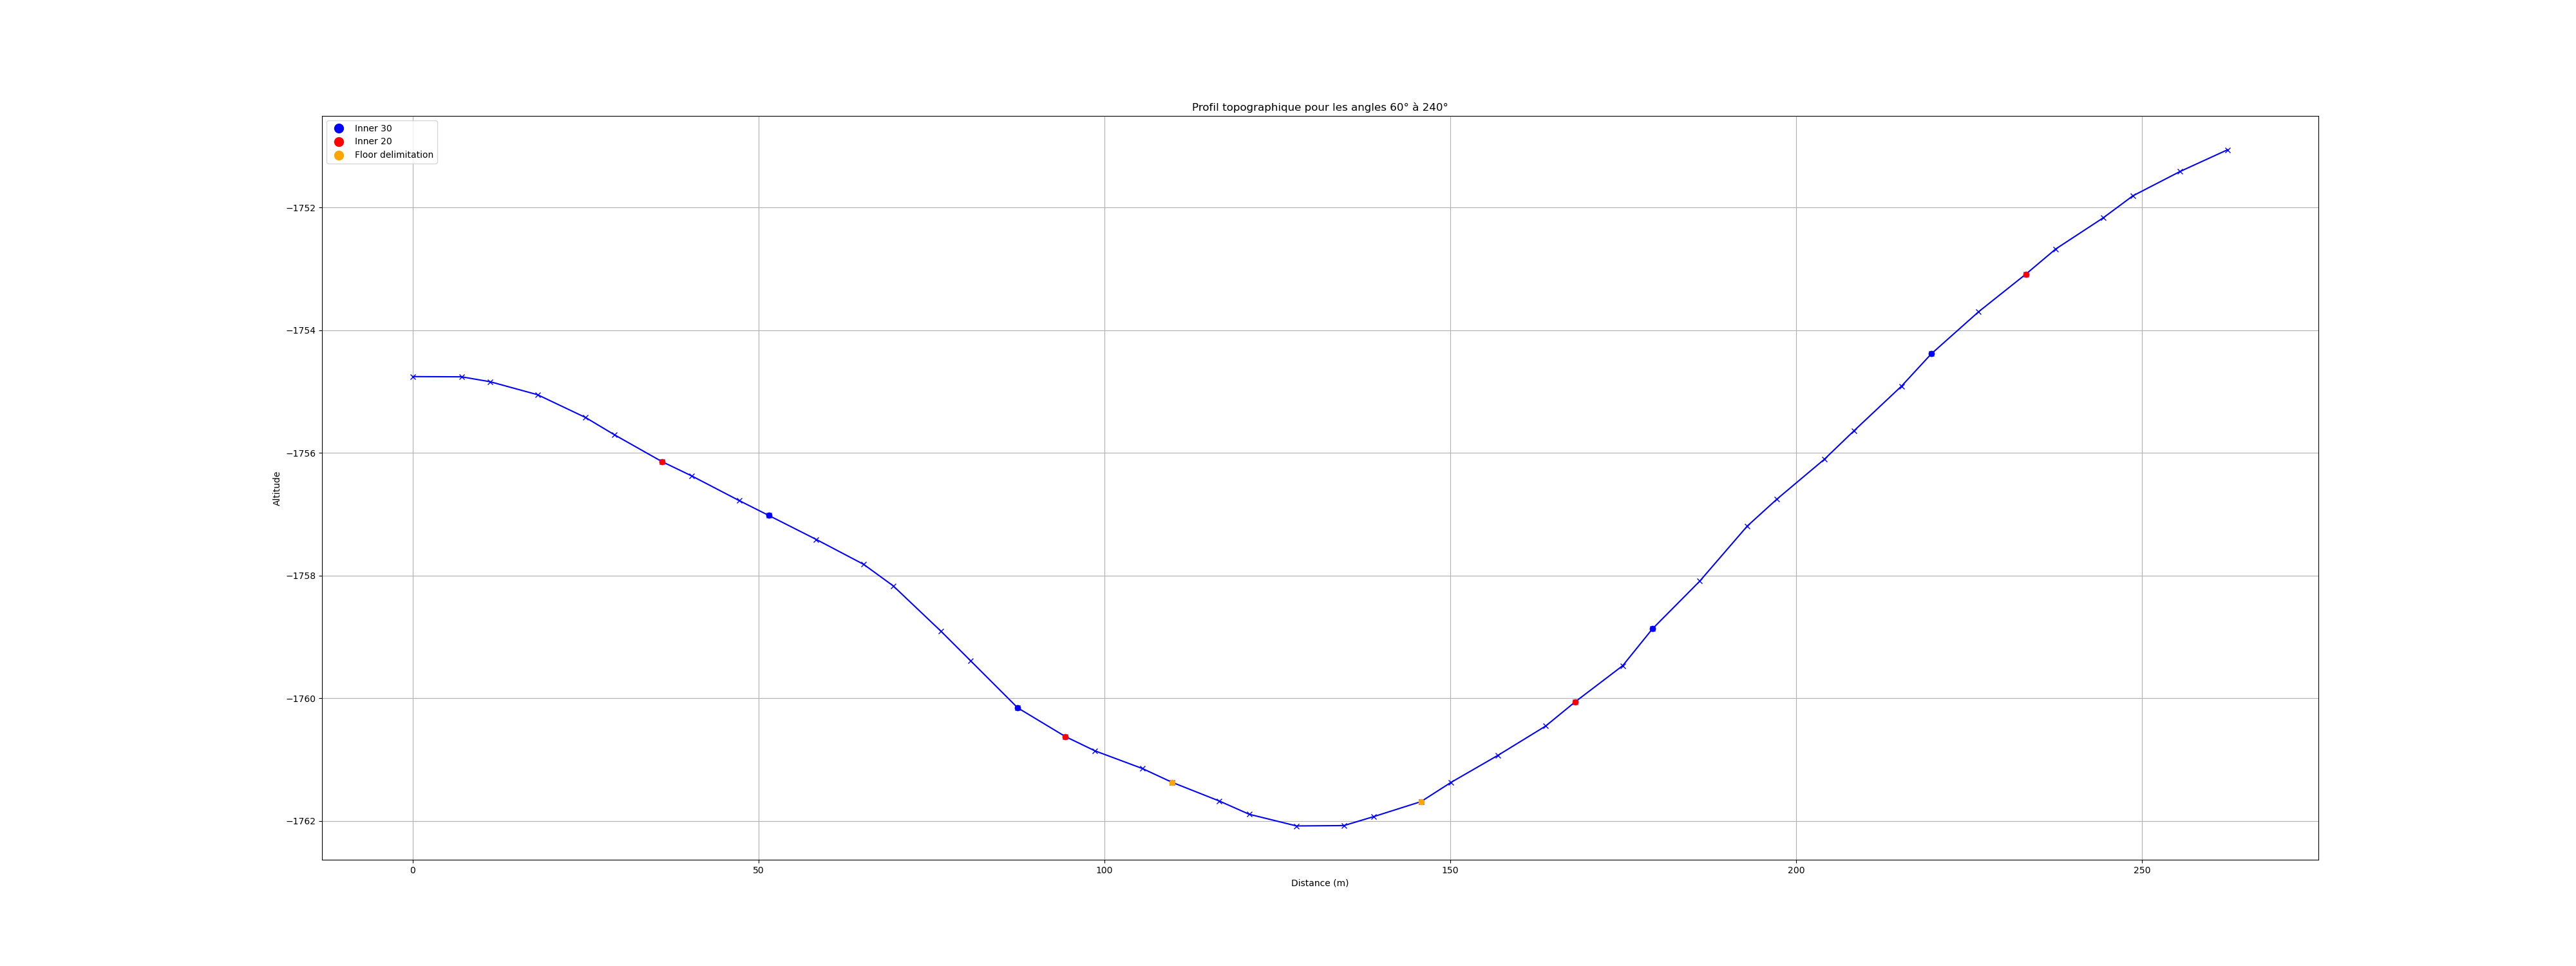 Profil topographique pour les angles 60° à 240°
Inner 30
Inner 20
Floor delimitation
Altitude
−1752
−1754
−1756
−1758
−1760
−1762
0 50 100 150 200 250
Distance (m)